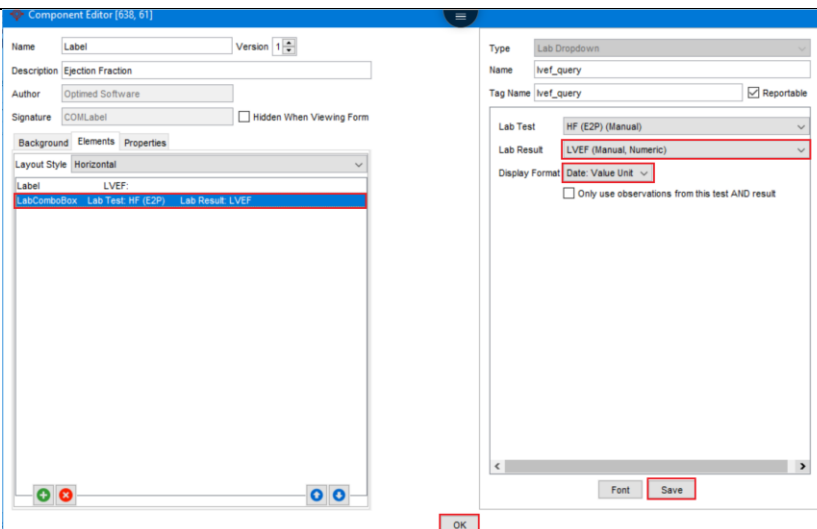 Component Editor [638, 61]
Name Label Version 1
Description Ejection Fraction
Author Optimed Software
Signature COMLabel Hidden When Viewing Form
Background Elements Properties
Layout Style Horizontal
Label LVEF:
LabComboBox Lab Test: HF (E2P) Lab Result: LVEF
Type Lab Dropdown
Name lvef_query
Tag Name lvef_query Reportable
Lab Test HF (E2P) (Manual)
Lab Result LVEF (Manual, Numeric)
Display Format Date: Value Unit
Only use observations from this test AND result
Font Save
OK